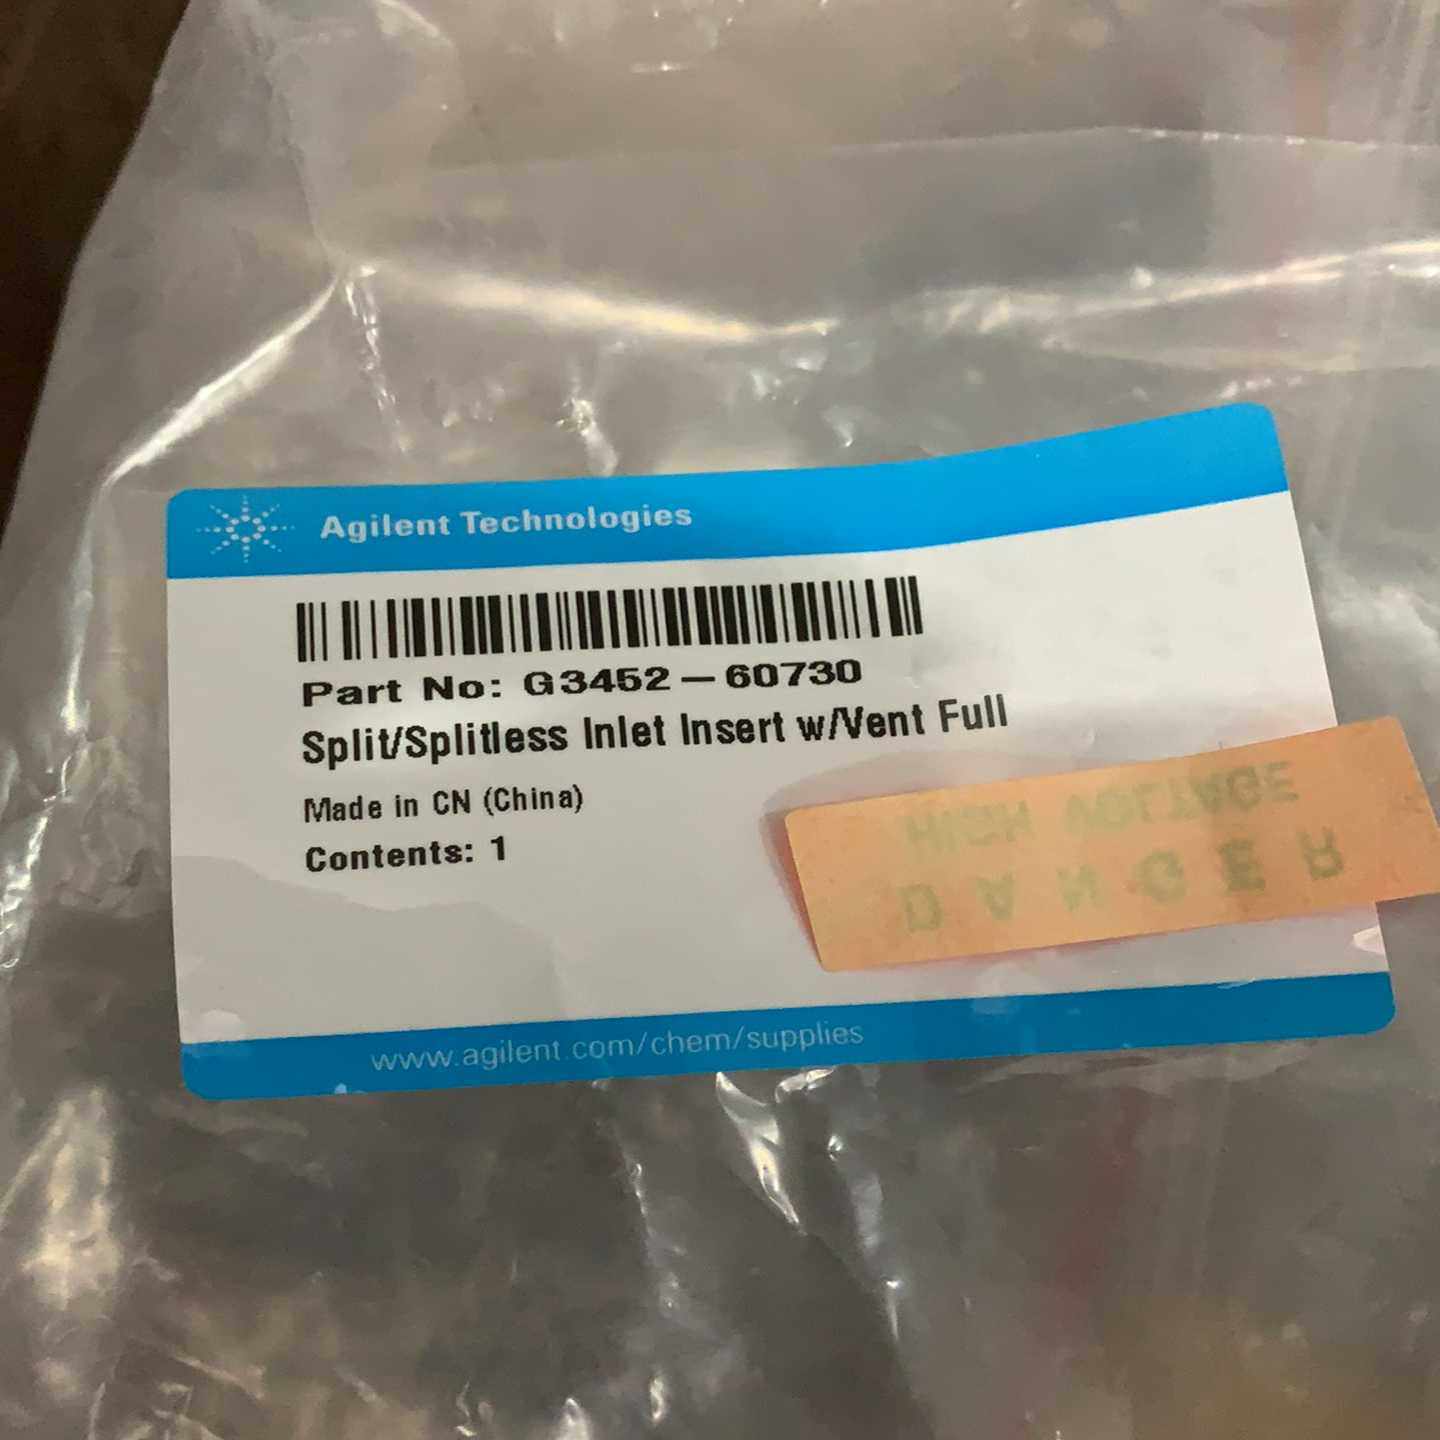 Agilent Technologies
Part No: G3452-60730
Split/Splitless Inlet Insert w/Vent Full
Made in CN (China)
Contents: 1
HIGH VOLTAGE
DANGER
www.agilent.com/chem/supplies